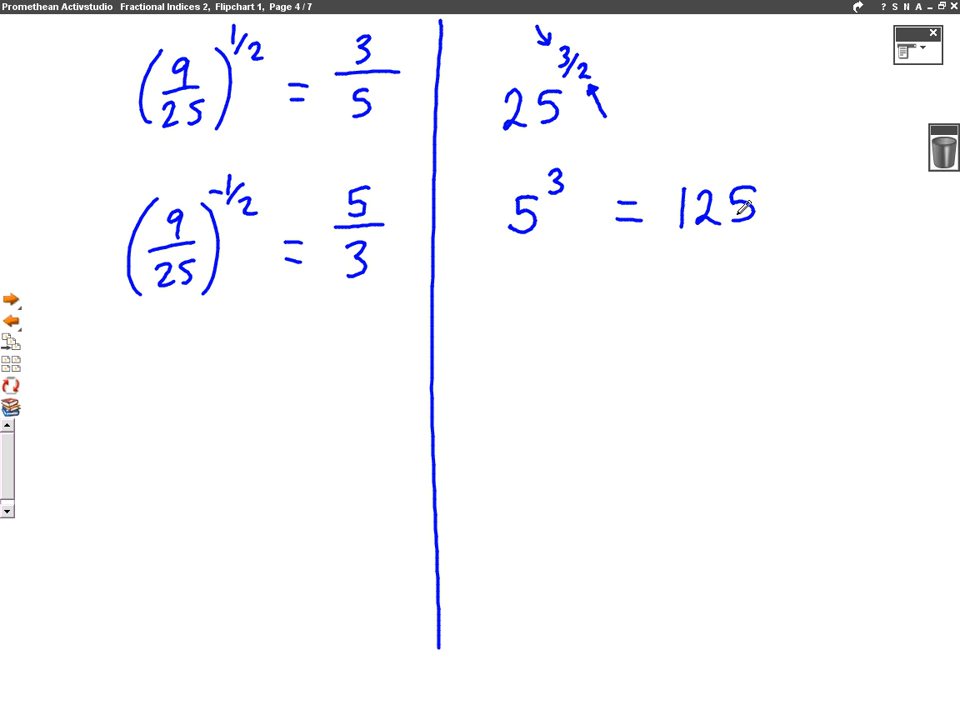 Promethean Activstudio Fractional Indices 2, Flipchart 1, Page 4 / 7
? S N A
(9/25)^1/2 = 3/5
(9/25)^-1/2 = 5/3
25^3/2
5^3 = 125